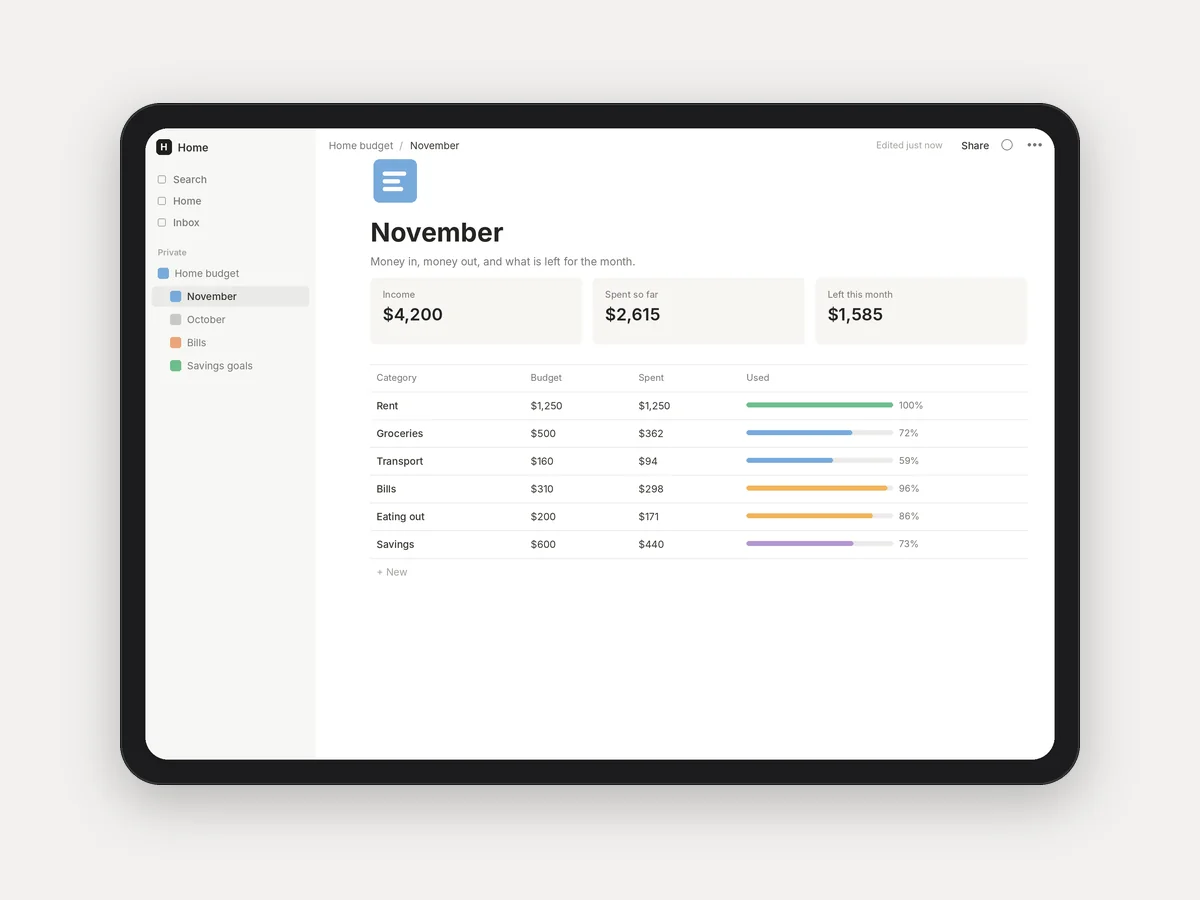 H Home
Search
Home
Inbox
Private
Home budget
November
October
Bills
Savings goals
Home budget / November
Edited just now Share •••
November
Money in, money out, and what is left for the month.
Income
$4,200
Spent so far
$2,615
Left this month
$1,585
Category Budget Spent Used
Rent $1,250 $1,250 100%
Groceries $500 $362 72%
Transport $160 $94 59%
Bills $310 $298 96%
Eating out $200 $171 86%
Savings $600 $440 73%
+ New